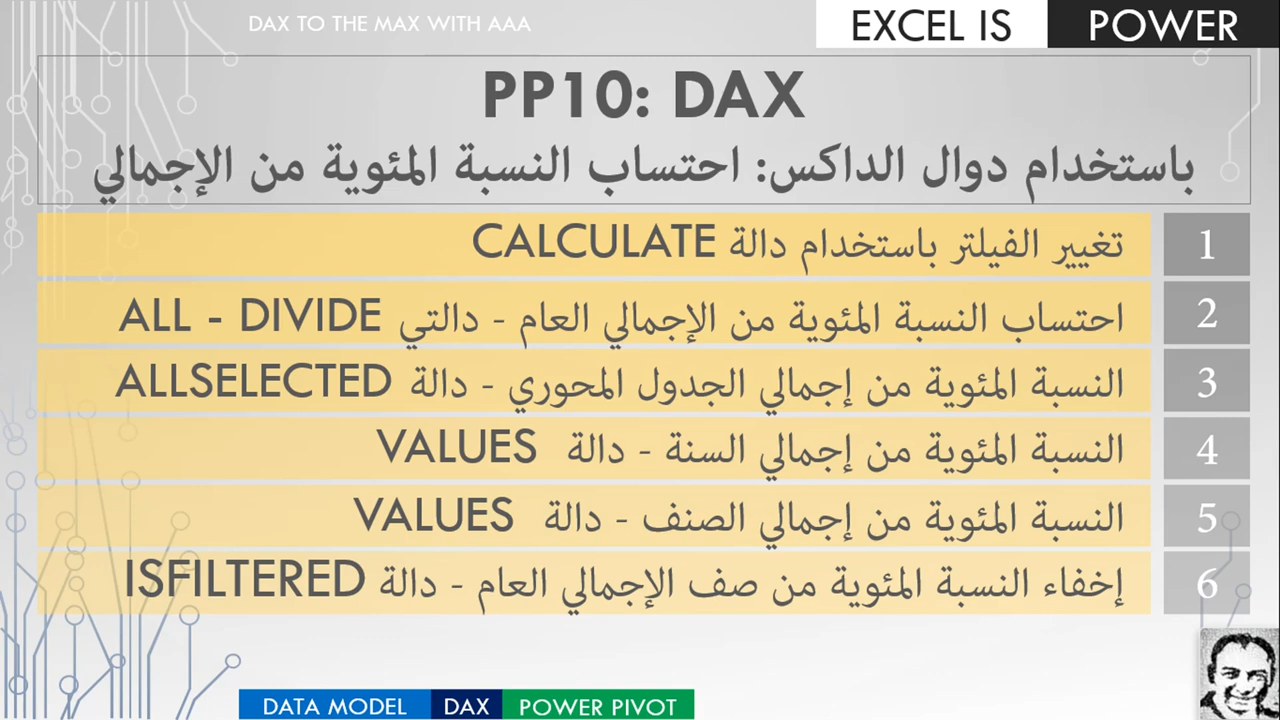 DAX TO THE MAX WITH AAA
EXCEL IS POWER
PP10: DAX
باستخدام دوال الداكس: احتساب النسبة المئوية من الإجمالي
1 تغيير الفيلتر باستخدام دالة CALCULATE
2 احتساب النسبة المئوية من الإجمالي العام - دالتي ALL - DIVIDE
3 النسبة المئوية من إجمالي الجدول المحوري - دالة ALLSELECTED
4 النسبة المئوية من إجمالي السنة - دالة VALUES
5 النسبة المئوية من إجمالي الصنف - دالة VALUES
6 إخفاء النسبة المئوية من صف الإجمالي العام - دالة ISFILTERED
DATA MODEL DAX POWER PIVOT